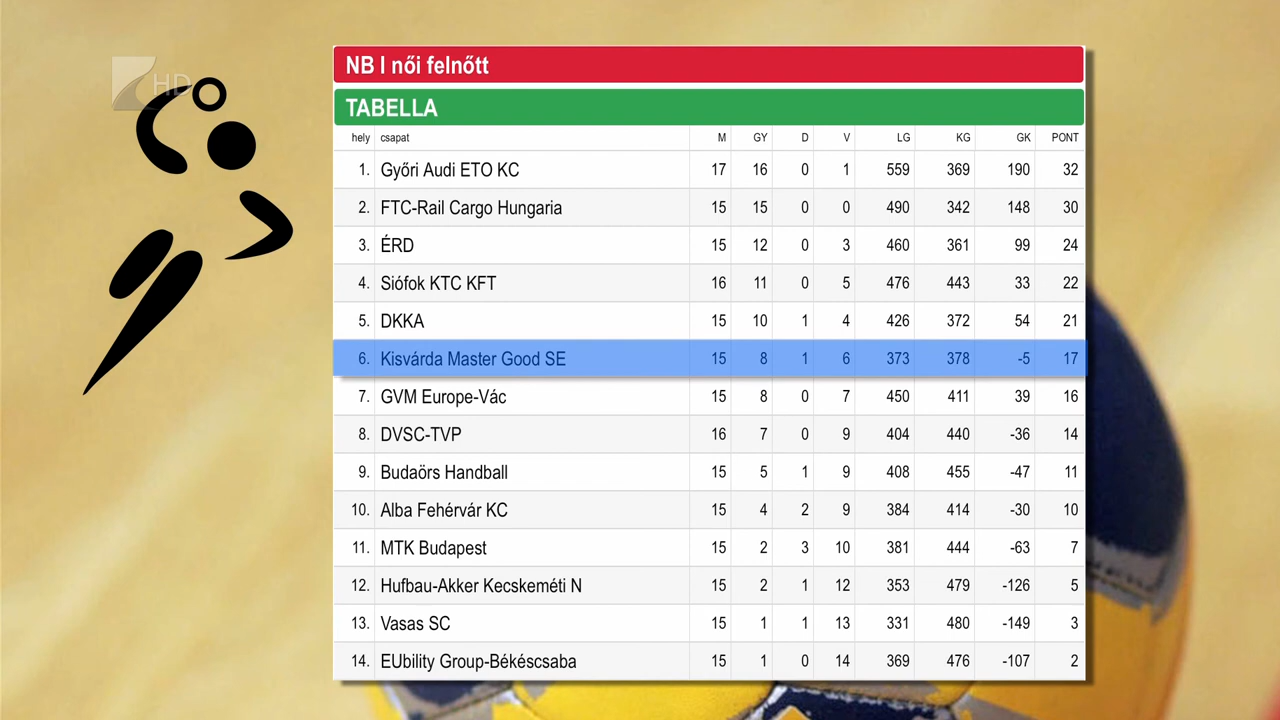 HD
NB I női felnőtt
TABELLA
hely csapat M GY D V LG KG GK PONT
1. Győri Audi ETO KC 17 16 0 1 559 369 190 32
2. FTC-Rail Cargo Hungaria 15 15 0 0 490 342 148 30
3. ÉRD 15 12 0 3 460 361 99 24
4. Siófok KTC KFT 16 11 0 5 476 443 33 22
5. DKKA 15 10 1 4 426 372 54 21
6. Kisvárda Master Good SE 15 8 1 6 373 378 -5 17
7. GVM Europe-Vác 15 8 0 7 450 411 39 16
8. DVSC-TVP 16 7 0 9 404 440 -36 14
9. Budaörs Handball 15 5 1 9 408 455 -47 11
10. Alba Fehérvár KC 15 4 2 9 384 414 -30 10
11. MTK Budapest 15 2 3 10 381 444 -63 7
12. Hufbau-Akker Kecskeméti N 15 2 1 12 353 479 -126 5
13. Vasas SC 15 1 1 13 331 480 -149 3
14. EUbility Group-Békéscsaba 15 1 0 14 369 476 -107 2